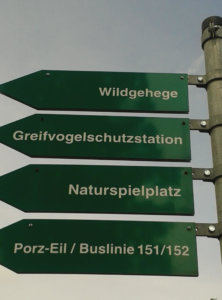 Wildgehege
Greifvogelschutzstation
Naturspielplatz
Porz-Eil / Buslinie 151/152